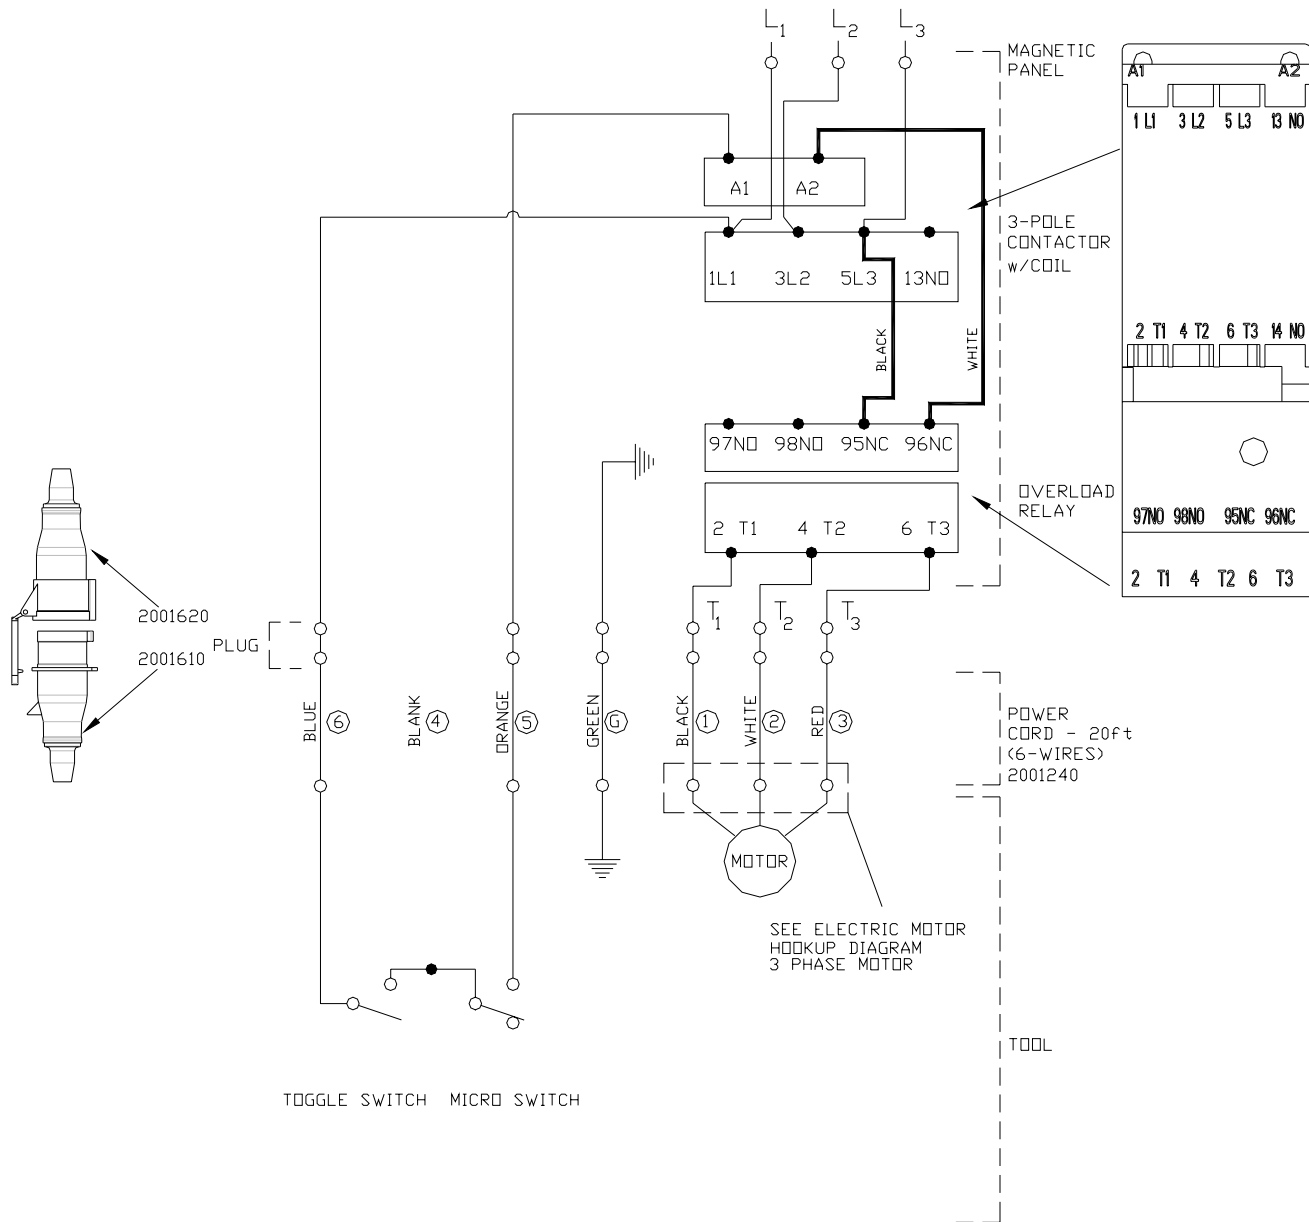 L1 L2 L3
MAGNETIC
PANEL
A1 A2
1 L1 3 L2 5 L3 13 NO
A1 A2
3-POLE
CONTACTOR
w/COIL
1L1 3L2 5L3 13NO
BLACK
WHITE
2 T1 4 T2 6 T3 14 NO
97NO 98NO 95NC 96NC
OVERLOAD
RELAY
97NO 98NO 95NC 96NC
2 T1 4 T2 6 T3
2 T1 4 T2 6 T3
T1 T2 T3
2001620
PLUG
2001610
BLUE 6
BLANK 4
ORANGE 5
GREEN G
BLACK 1
WHITE 2
RED 3
POWER
CORD - 20ft
(6-WIRES)
2001240
MOTOR
SEE ELECTRIC MOTOR
HOOKUP DIAGRAM
3 PHASE MOTOR
TOOL
TOGGLE SWITCH MICRO SWITCH